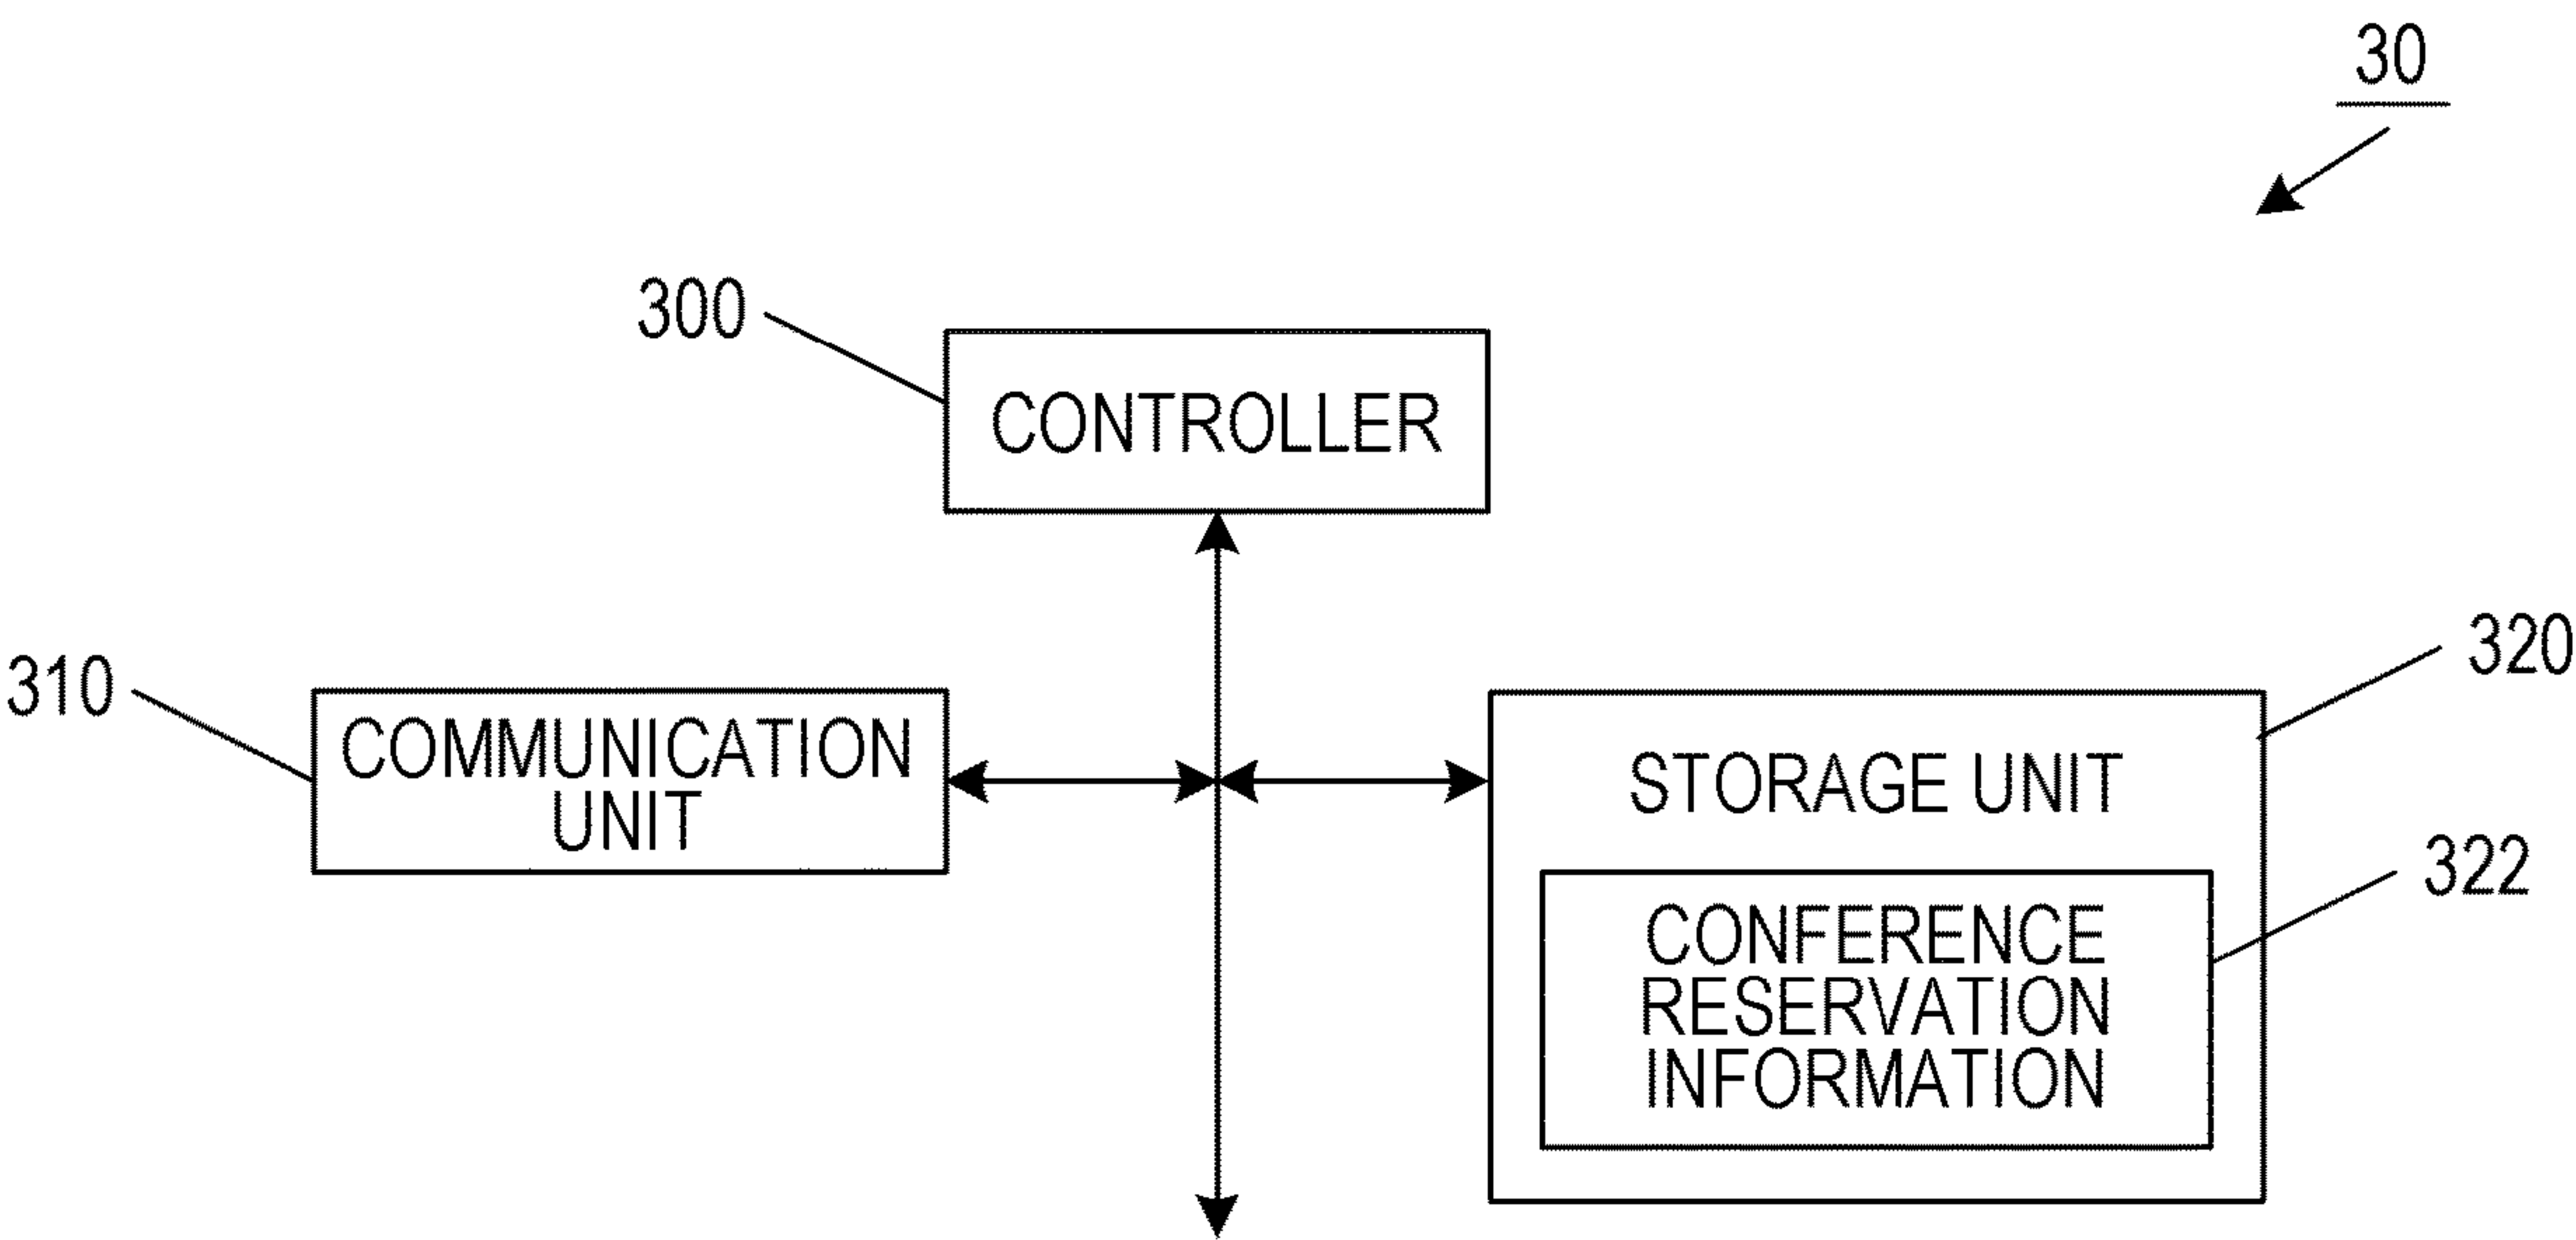 30
300
CONTROLLER
310
COMMUNICATION
UNIT
320
STORAGE UNIT
322
CONFERENCE
RESERVATION
INFORMATION